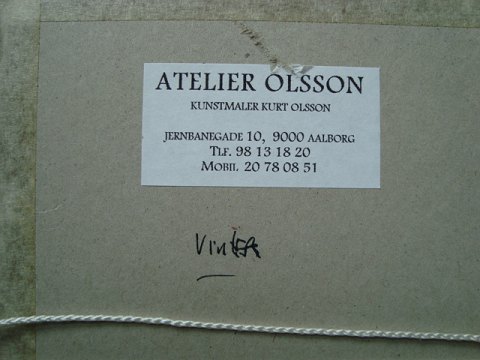 ATELIER OLSSON
KUNSTMALER KURT OLSSON
JERNBANEGADE 10, 9000 AALBORG
TLF. 98 13 18 20
MOBIL 20 78 08 51
Vinter